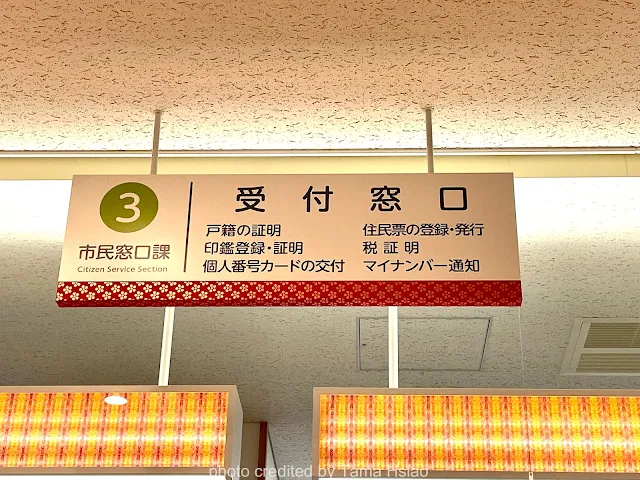 3
市民窓口課
Citizen Service Section
受付窓口
戸籍の証明
住民票の登録・発行
印鑑登録・証明
税証明
個人番号カードの交付
マイナンバー通知
photo credited by Tama Hsiao